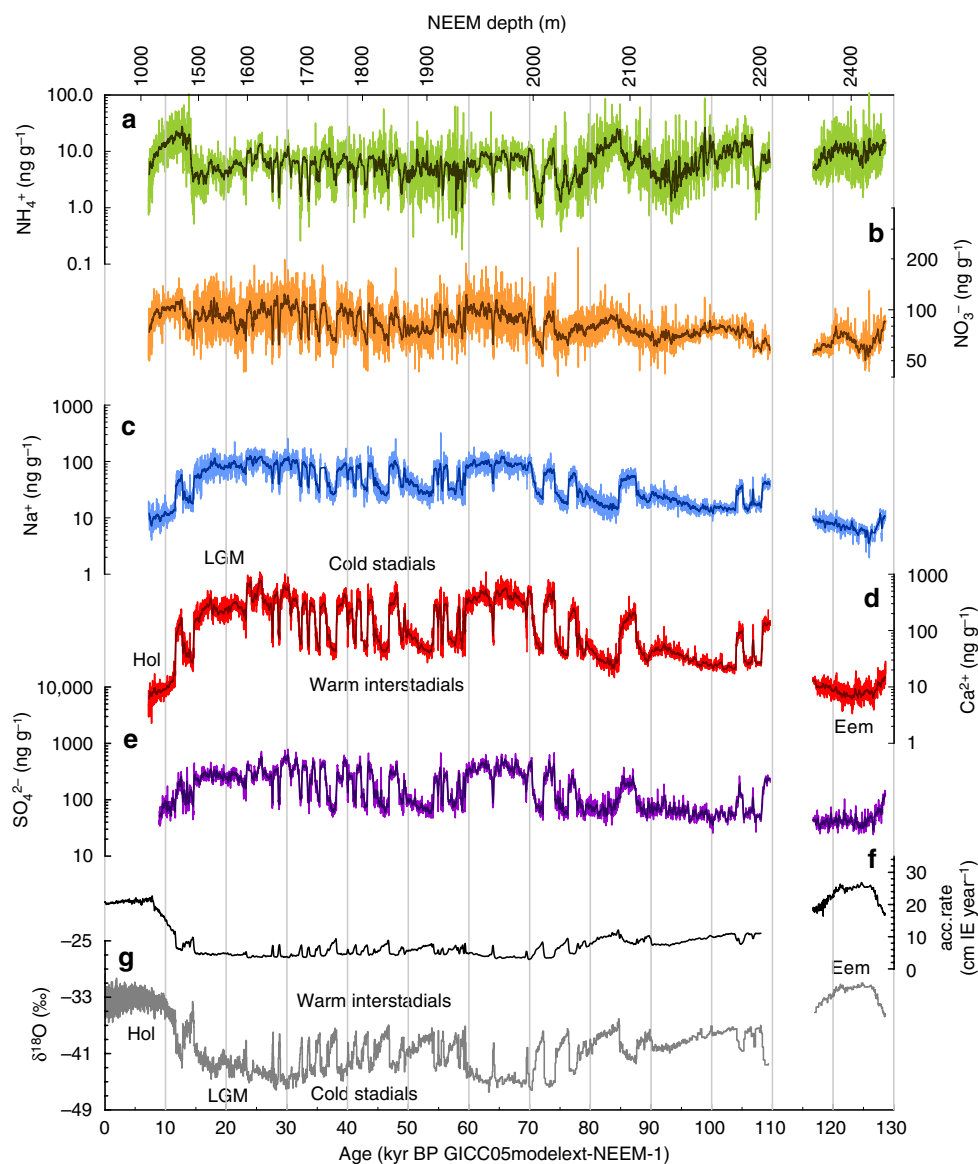 NEEM depth (m)
1000 1500 1600 1700 1800 1900 2000 2100 2200 2400
a
100.0
10.0
1.0
0.1
NH₄⁺ (ng g⁻¹)
b
200
100
50
NO₃⁻ (ng g⁻¹)
c
1000
100
10
1
Na⁺ (ng g⁻¹)
LGM
Cold stadials
d
1000
100
10
1
Ca²⁺ (ng g⁻¹)
Hol
Warm interstadials
Eem
e
10,000
1000
100
10
SO₄²⁻ (ng g⁻¹)
f
30
20
10
0
acc.rate
(cm IE year⁻¹)
g
−25
−33
−41
−49
δ¹⁸O (‰)
Eem
Warm interstadials
Hol
LGM
Cold stadials
0 10 20 30 40 50 60 70 80 90 100 110 120 130
Age (kyr BP GICC05modelext-NEEM-1)